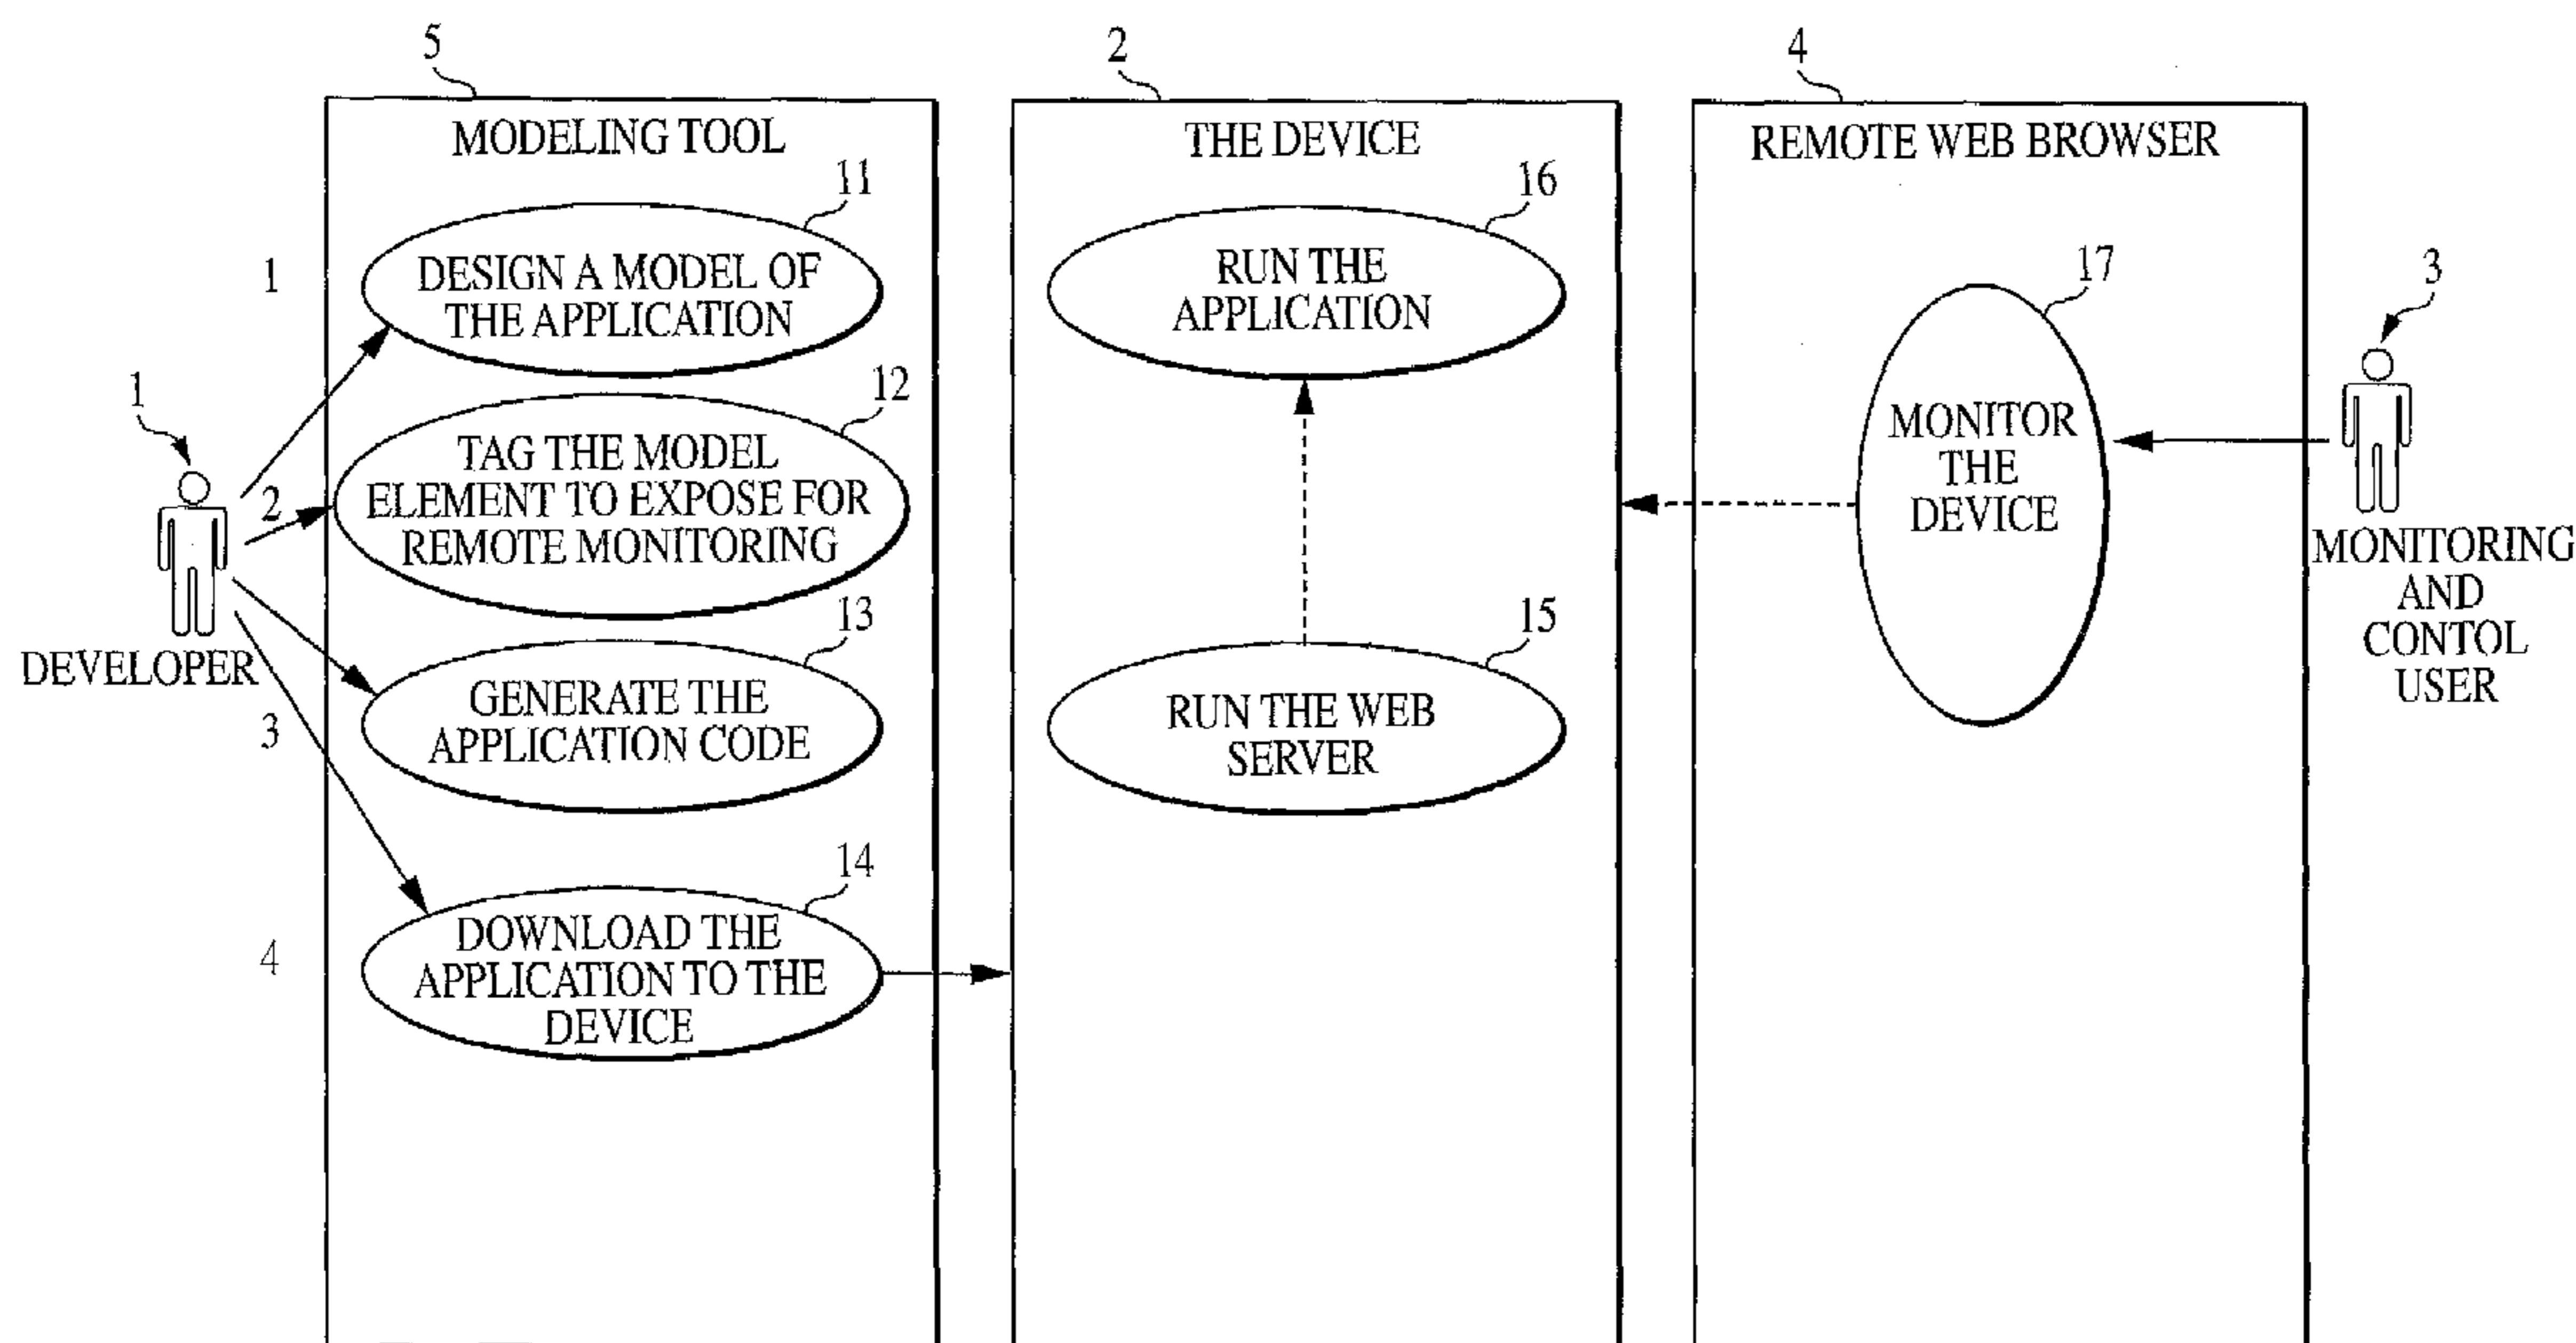 5
2
4
MODELING TOOL
THE DEVICE
REMOTE WEB BROWSER
11
DESIGN A MODEL OF
THE APPLICATION
12
TAG THE MODEL
ELEMENT TO EXPOSE FOR
REMOTE MONITORING
13
GENERATE THE
APPLICATION CODE
14
DOWNLOAD THE
APPLICATION TO THE
DEVICE
1
2
3
4
1
DEVELOPER
16
RUN THE
APPLICATION
15
RUN THE WEB
SERVER
17
MONITOR
THE
DEVICE
3
MONITORING
AND
CONTOL
USER